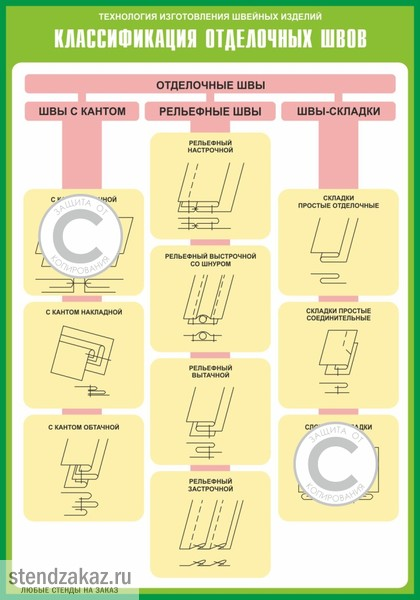 ТЕХНОЛОГИЯ ИЗГОТОВЛЕНИЯ ШВЕЙНЫХ ИЗДЕЛИЙ
КЛАССИФИКАЦИЯ ОТДЕЛОЧНЫХ ШВОВ
ОТДЕЛОЧНЫЕ ШВЫ
ШВЫ С КАНТОМ
РЕЛЬЕФНЫЕ ШВЫ
ШВЫ-СКЛАДКИ
С
ЗАЩИТА ОТ
С
КОПИРОВАНИЯ
С КАНТОМ НАКЛАДНОЙ
С КАНТОМ ОБТАЧНОЙ
РЕЛЬЕФНЫЙ
НАСТРОЧНОЙ
РЕЛЬЕФНЫЙ ВЫСТРОЧНОЙ
СО ШНУРОМ
РЕЛЬЕФНЫЙ
ВЫТАЧНОЙ
РЕЛЬЕФНЫЙ
ЗАСТРОЧНОЙ
СКЛАДКИ
ПРОСТЫЕ ОТДЕЛОЧНЫЕ
СКЛАДКИ ПРОСТЫЕ
СОЕДИНИТЕЛЬНЫЕ
ЗАЩИТА ОТ
С
КОПИРОВАНИЯ
stendzakaz.ru
ЛЮБЫЕ СТЕНДЫ НА ЗАКАЗ